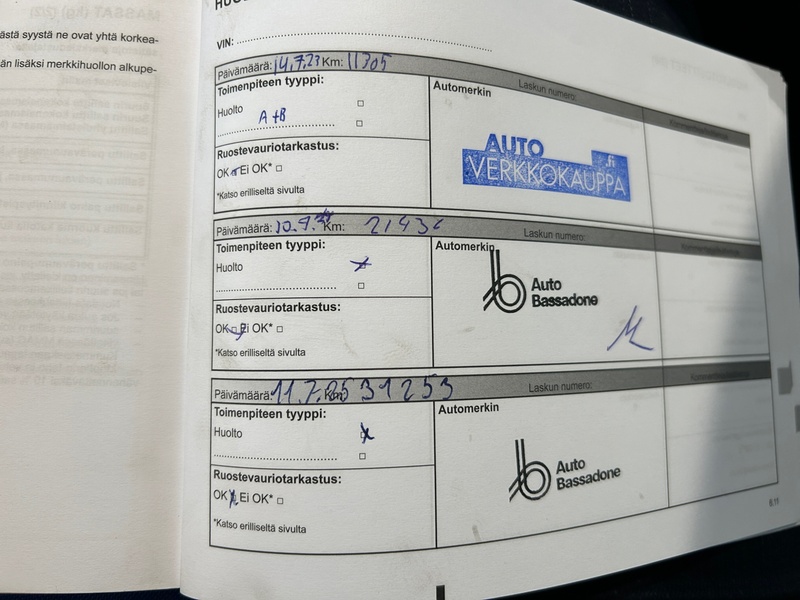 ästä syystä ne ovat yhtä korkea-
än lisäksi merkkihuollon alkupe-
VIN:
Päivämäärä: 14.7.23 Km: 11305
Laskun numero:
Toimenpiteen tyyppi:
Automerkin
Huolto
A+B
Ruostevauriotarkastus:
OK Ei OK* □
*Katso erilliseltä sivulta
AUTO
VERKKOKAUPPA.fi
Päivämäärä: 10.9. Km: 21436
Laskun numero:
Toimenpiteen tyyppi:
Automerkin
Huolto
Ruostevauriotarkastus:
OK □ Ei OK* □
*Katso erilliseltä sivulta
Auto
Bassadone
Päivämäärä: 11.7.25 Km: 31253
Laskun numero:
Toimenpiteen tyyppi:
Automerkin
Huolto
Ruostevauriotarkastus:
OK Ei OK* □
*Katso erilliseltä sivulta
Auto
Bassadone
6.11